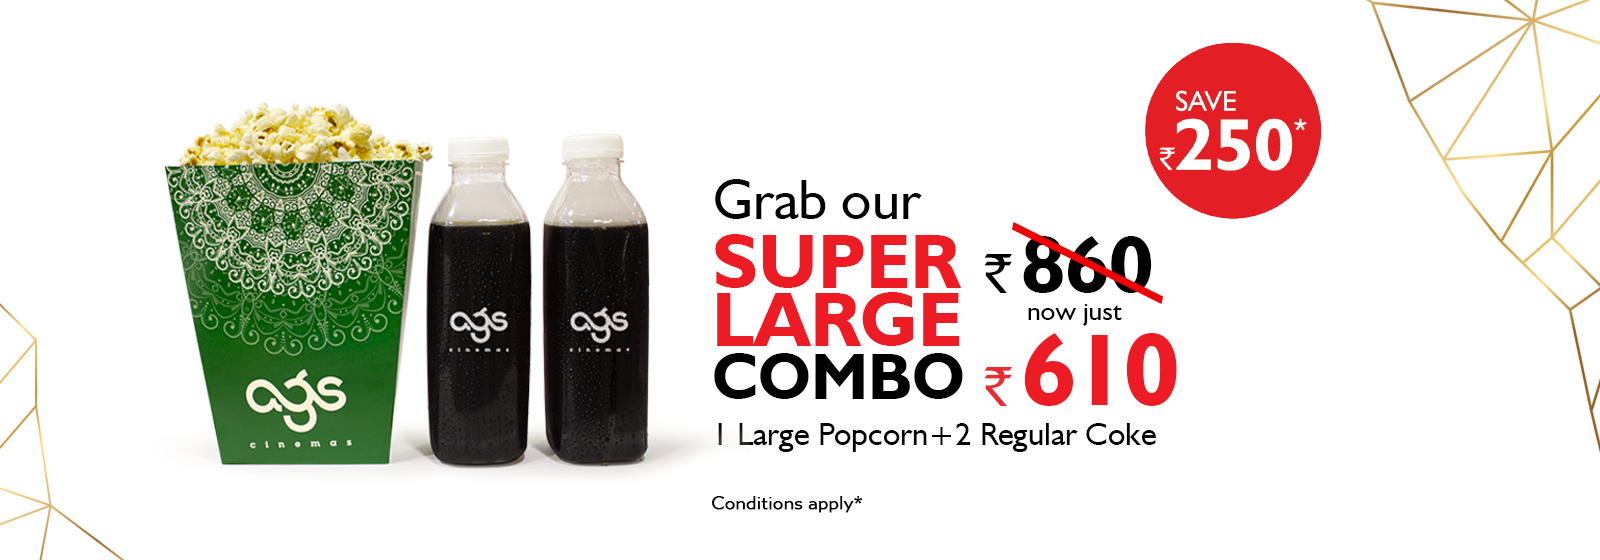 SAVE
₹250*
Grab our
SUPER
LARGE
COMBO
₹ 860
now just
₹ 610
1 Large Popcorn+2 Regular Coke
Conditions apply*
ags
cinemas
ags
cinemas
ags
cinemas